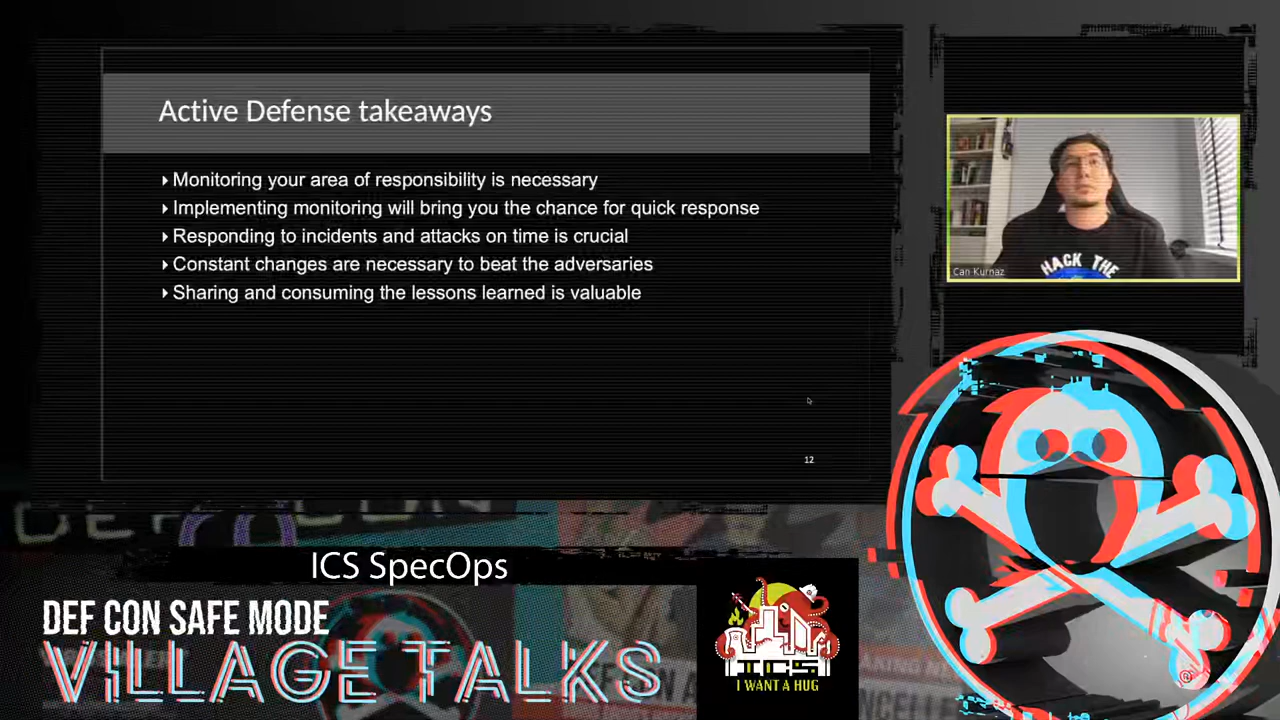 Active Defense takeaways
Monitoring your area of responsibility is necessary
Implementing monitoring will bring you the chance for quick response
Responding to incidents and attacks on time is crucial
Constant changes are necessary to beat the adversaries
Sharing and consuming the lessons learned is valuable
12
HACK THE
Can Kurnaz
DEF CON
ICS SpecOps
DEF CON SAFE MODE
VILLAGE TALKS
ICS
I WANT A HUG
®